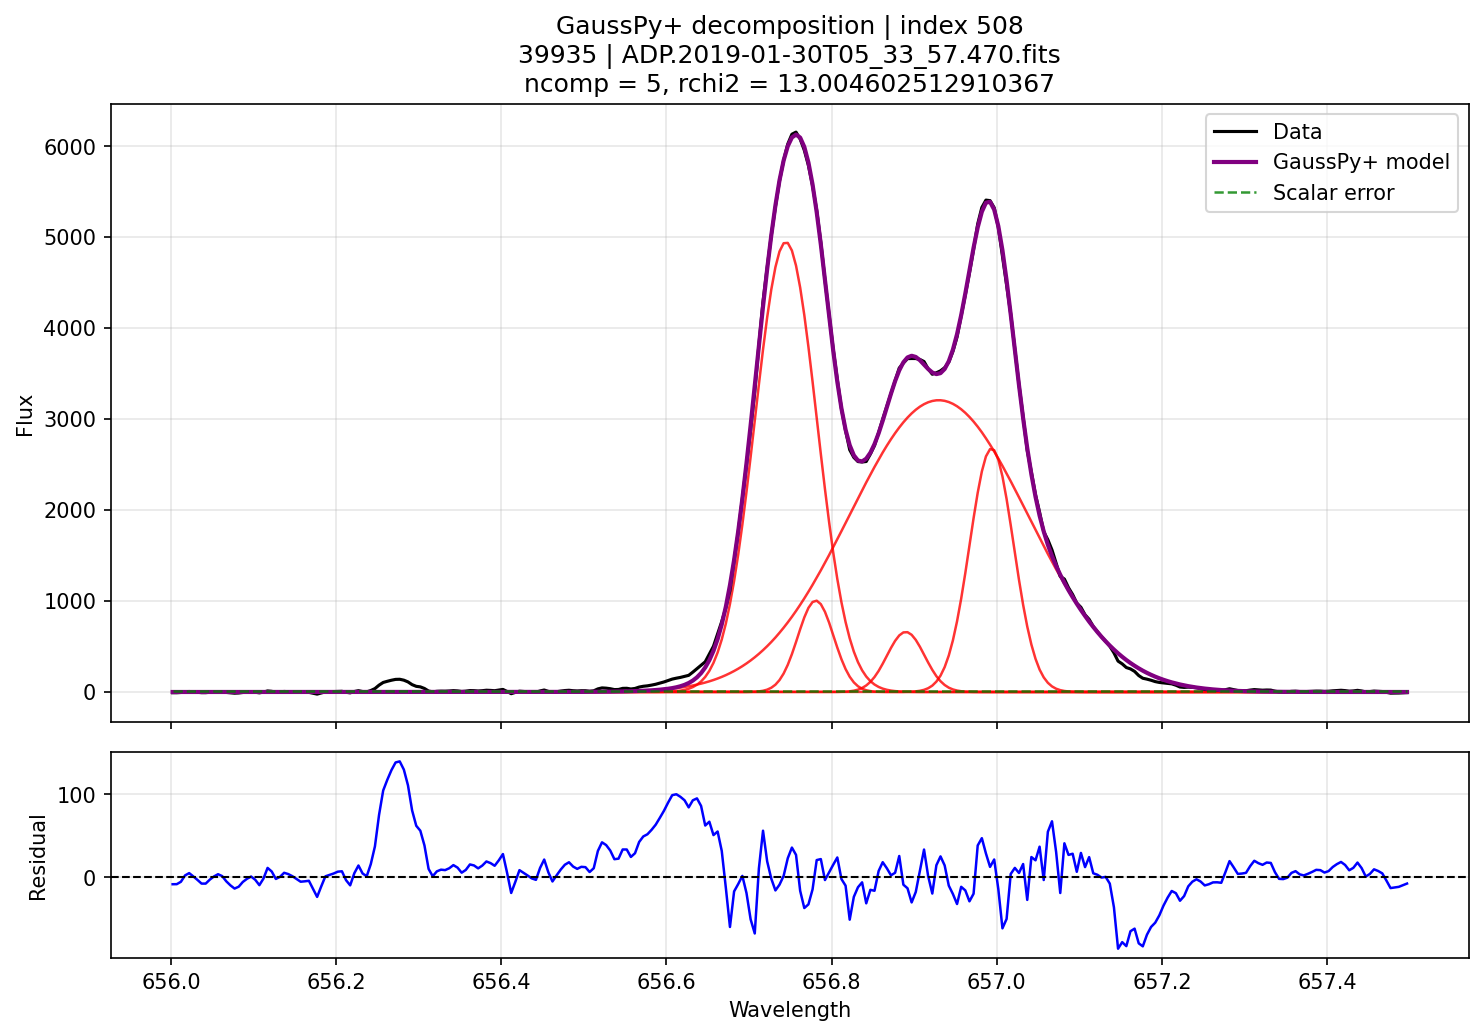 GaussPy+ decomposition | index 508
39935 | ADP.2019-01-30T05_33_57.470.fits
ncomp = 5, rchi2 = 13.004602512910367
Data
GaussPy+ model
Scalar error
6000
5000
4000
3000
2000
1000
0
Flux
100
0
Residual
656.0 656.2 656.4 656.6 656.8 657.0 657.2 657.4
Wavelength